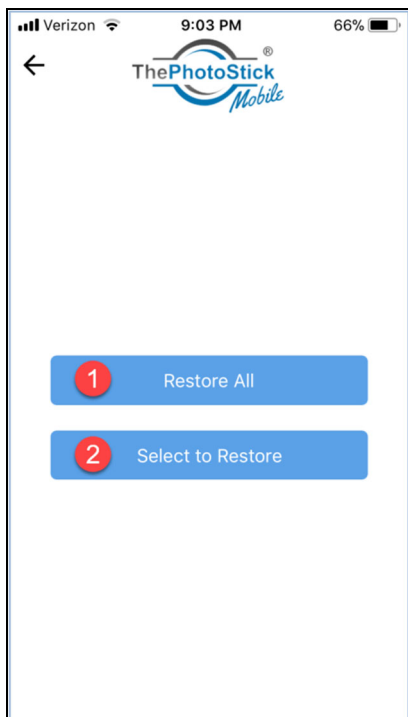 Verizon 9:03 PM 66%
ThePhotoStick®
Mobile
1 Restore All
2 Select to Restore